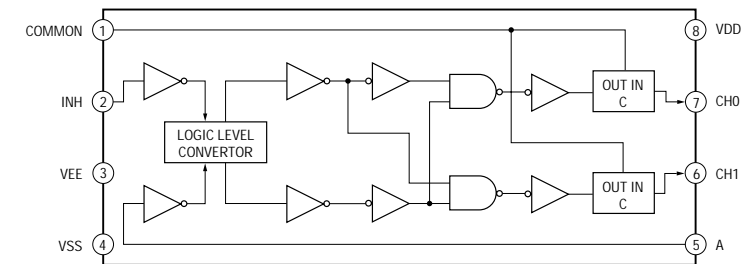 COMMON 1
8 VDD
INH 2
OUT IN
C
7 CH0
LOGIC LEVEL
CONVERTOR
VEE 3
OUT IN
C
6 CH1
VSS 4
5 A